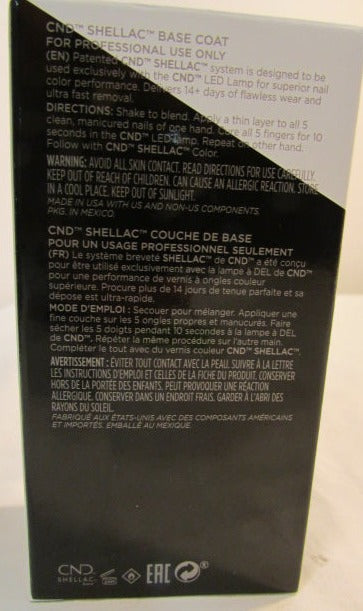 CND™ SHELLAC™ BASE COAT
FOR PROFESSIONAL USE ONLY
(EN) Patented CND™ SHELLAC™ system is designed to be
used exclusively with the CND™ LED Lamp for superior nail
color performance. Delivers 14+ days of flawless wear and
ultra fast removal.
DIRECTIONS: Shake to blend. Apply a thin layer to all 5
clean, manicured nails of one hand. Cure all 5 fingers for 10
seconds in the CND™ LED lamp. Repeat on other hand.
Follow with CND™ SHELLAC™ Color.
WARNING: AVOID ALL SKIN CONTACT. READ DIRECTIONS FOR USE CAREFULLY.
KEEP OUT OF REACH OF CHILDREN. CAN CAUSE AN ALLERGIC REACTION. STORE
IN A COOL PLACE. KEEP OUT OF SUNLIGHT.
MADE IN USA WITH US AND NON-US COMPONENTS.
PKG. IN MEXICO.
CND™ SHELLAC™ COUCHE DE BASE
POUR UN USAGE PROFESSIONNEL SEULEMENT
(FR) Le système breveté SHELLAC™ de CND™ a été conçu
pour être utilisé exclusivement avec la lampe à DEL de CND™
pour une performance de vernis à ongles couleur
supérieure. Procure plus de 14 jours de tenue parfaite et sa
dépose est ultra-rapide.
MODE D'EMPLOI : Secouer pour mélanger. Appliquer une
fine couche sur les 5 ongles propres et manucurés. Faire
sécher les 5 doigts pendant 10 secondes à la lampe à DEL
de CND™. Répéter la même procédure sur l'autre main.
Compléter le tout avec du vernis couleur CND™ SHELLAC™.
AVERTISSEMENT : ÉVITER TOUT CONTACT AVEC LA PEAU. SUIVRE À LA LETTRE
LES INSTRUCTIONS D'EMPLOI ET CELLES DE LA FICHE DU PRODUIT. CONSERVER
HORS DE LA PORTÉE DES ENFANTS. PEUT PROVOQUER UNE RÉACTION
ALLERGIQUE. CONSERVER DANS UN ENDROIT FRAIS. GARDER À L'ABRI DES
RAYONS DU SOLEIL.
FABRIQUÉ AUX ÉTATS-UNIS AVEC DES COMPOSANTS AMÉRICAINS
ET IMPORTÉS. EMBALLÉ AU MEXIQUE.
CND
SHELLAC
EAC